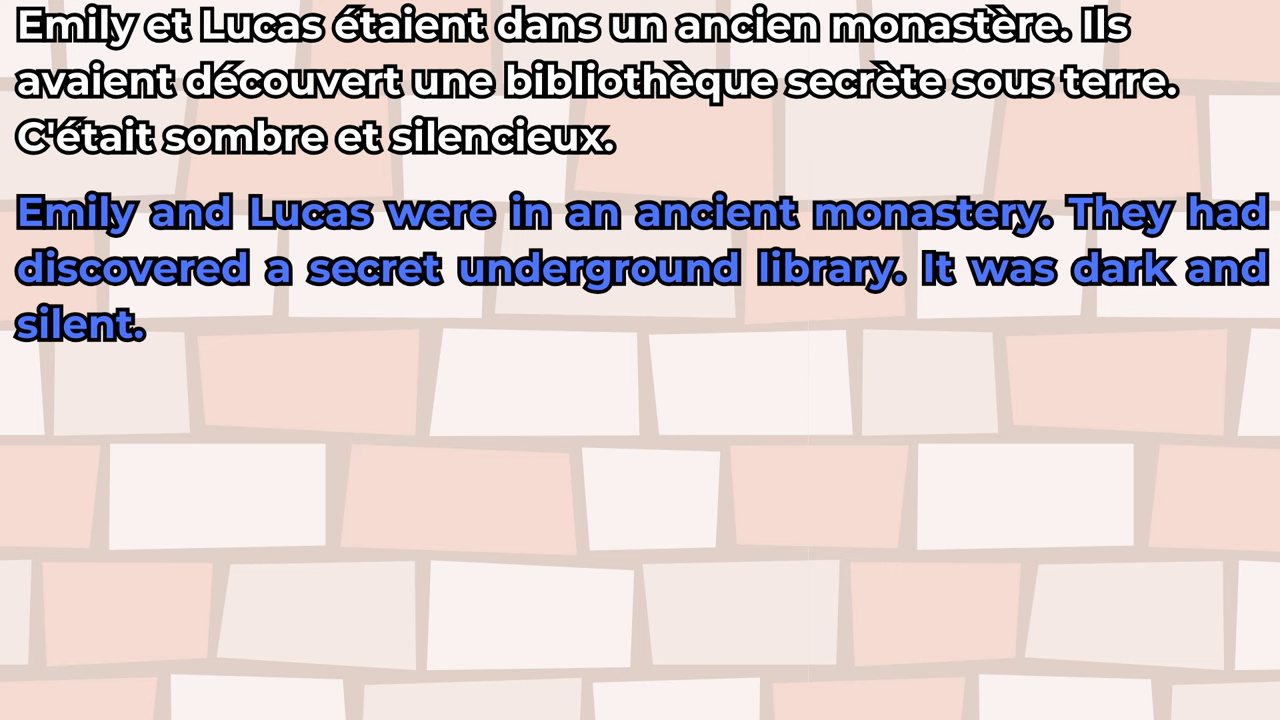 Emily et Lucas étaient dans un ancien monastère. Ils
avaient découvert une bibliothèque secrète sous terre.
C'était sombre et silencieux.
Emily and Lucas were in an ancient monastery. They had
discovered a secret underground library. It was dark and
silent.